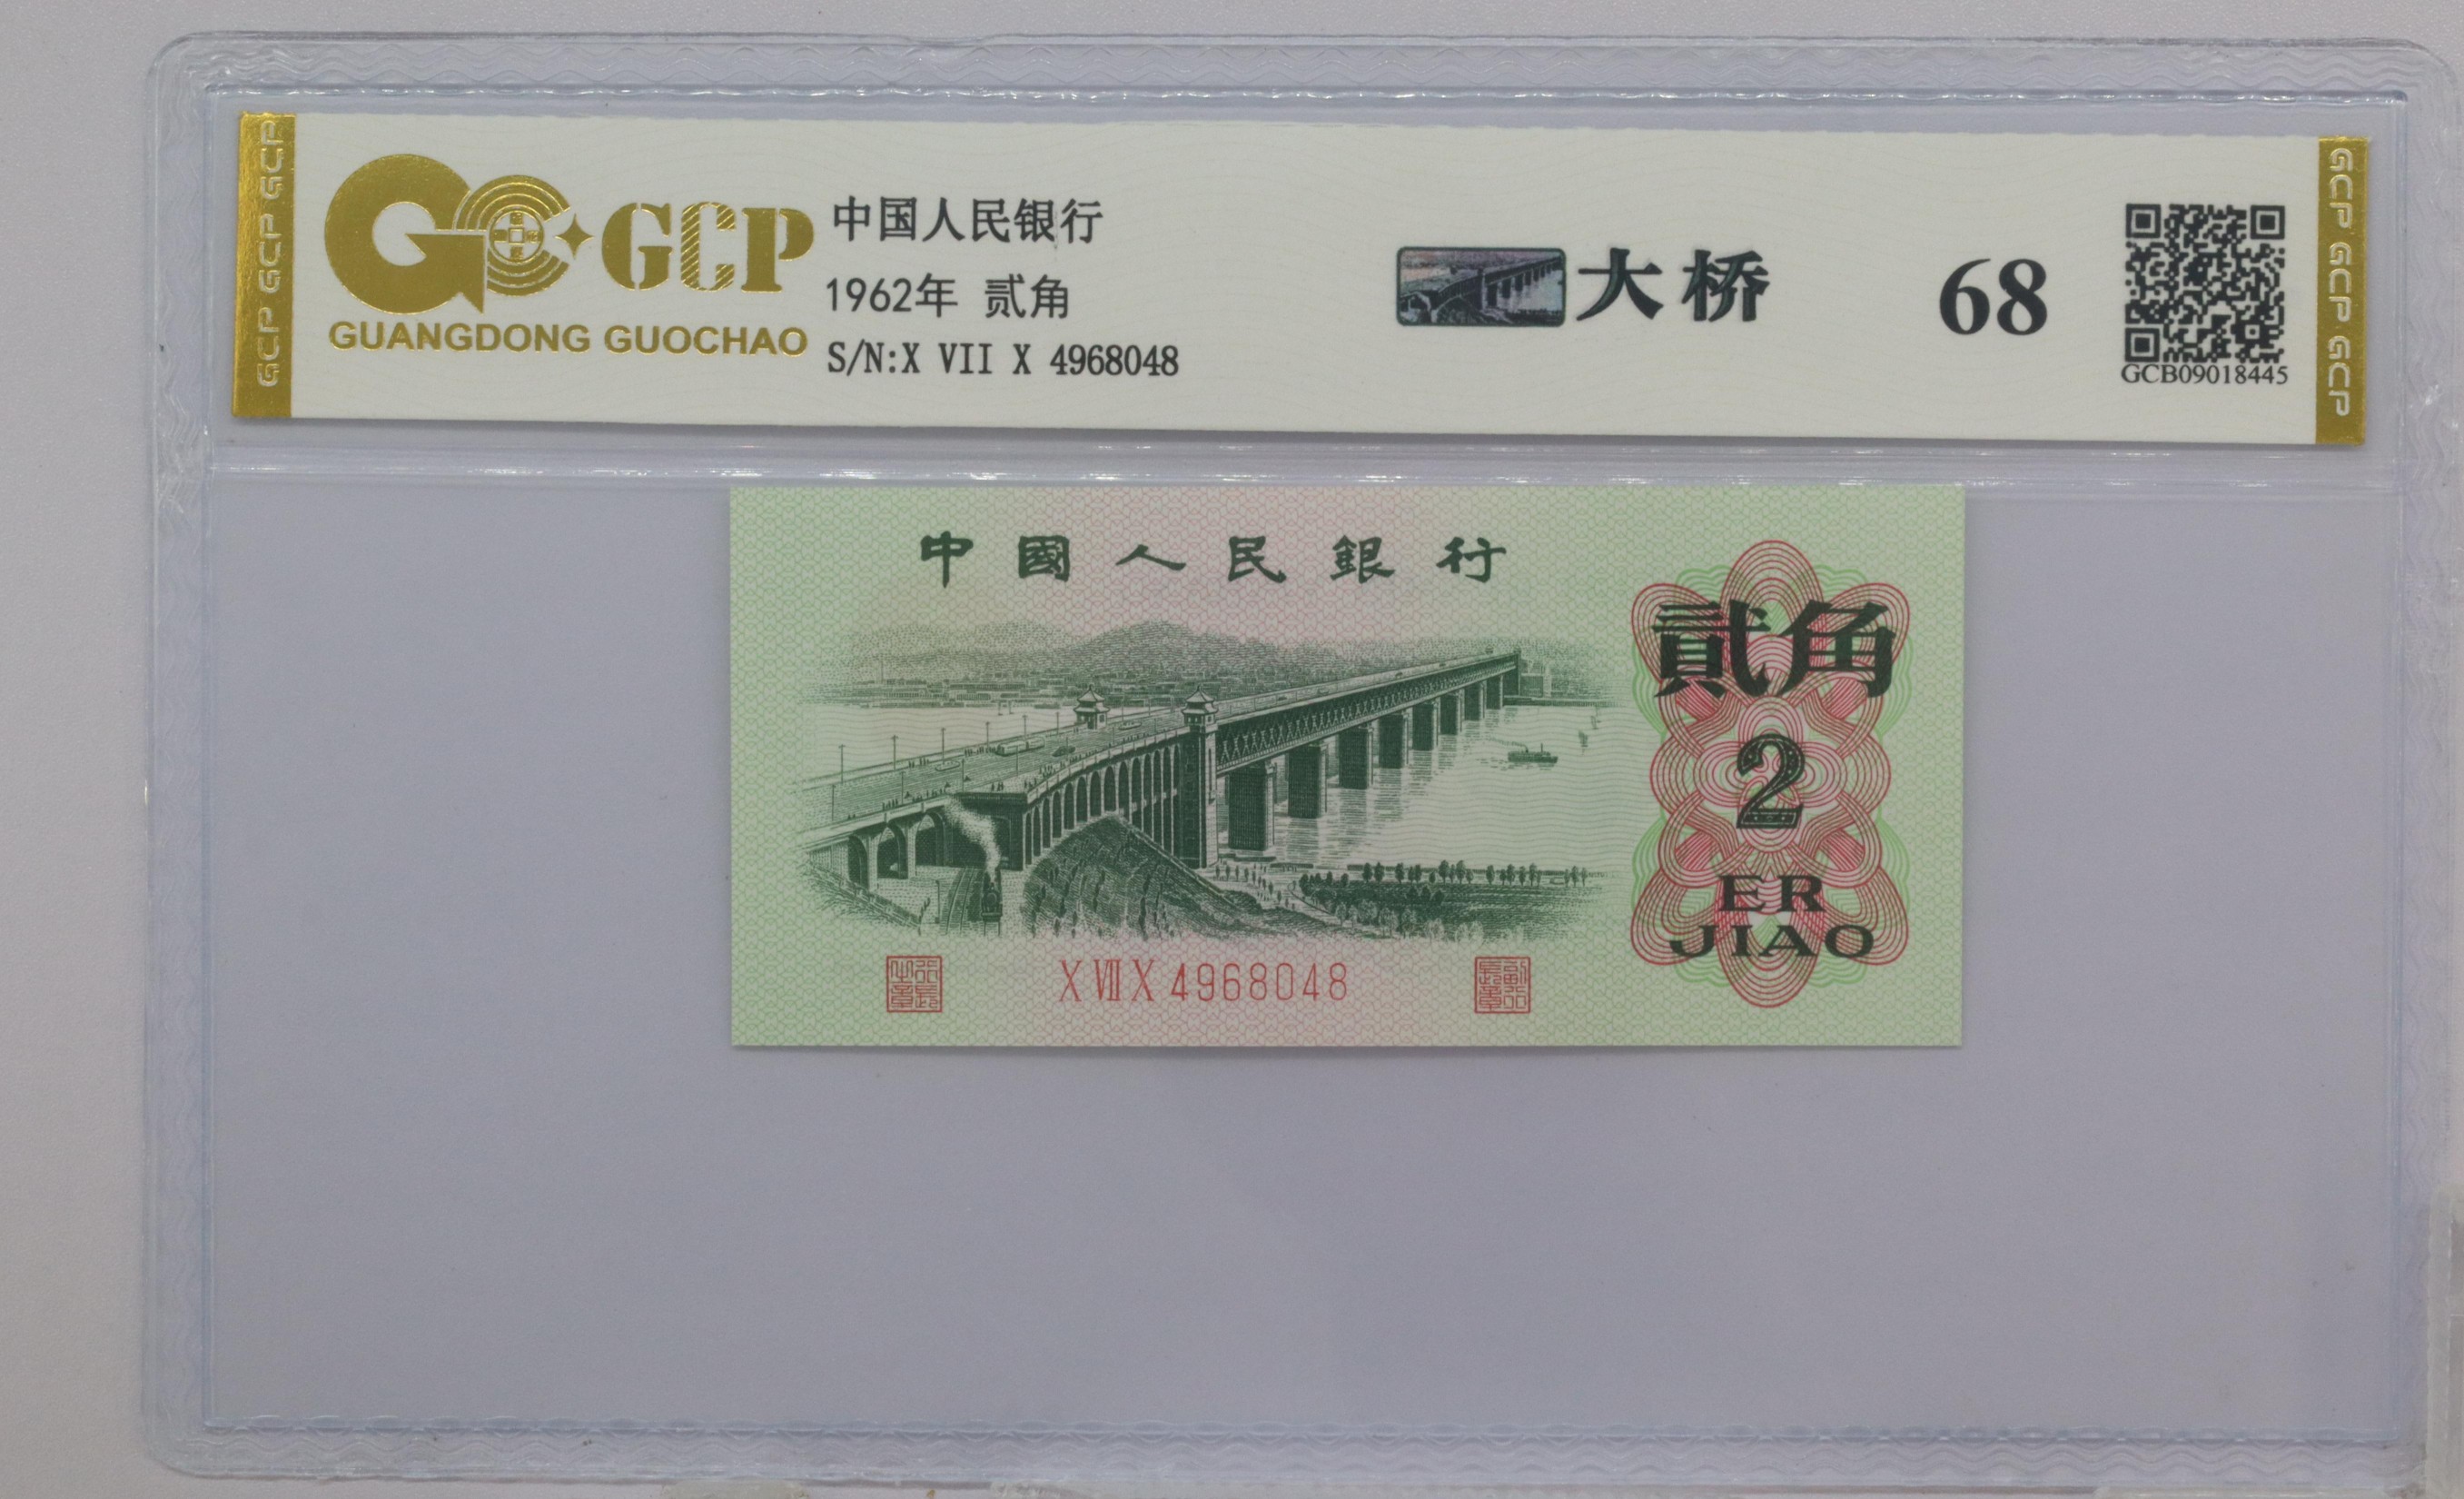 GCP GCP GCP
GCP
GUANGDONG GUOCHAO
中国人民银行
1962年 贰角
S/N:X VII X 4968048
大桥
68
GCB09018445
GCP GCP GCP
中國人民銀行
貳角
2
ER
JIAO
X VII X 4968048